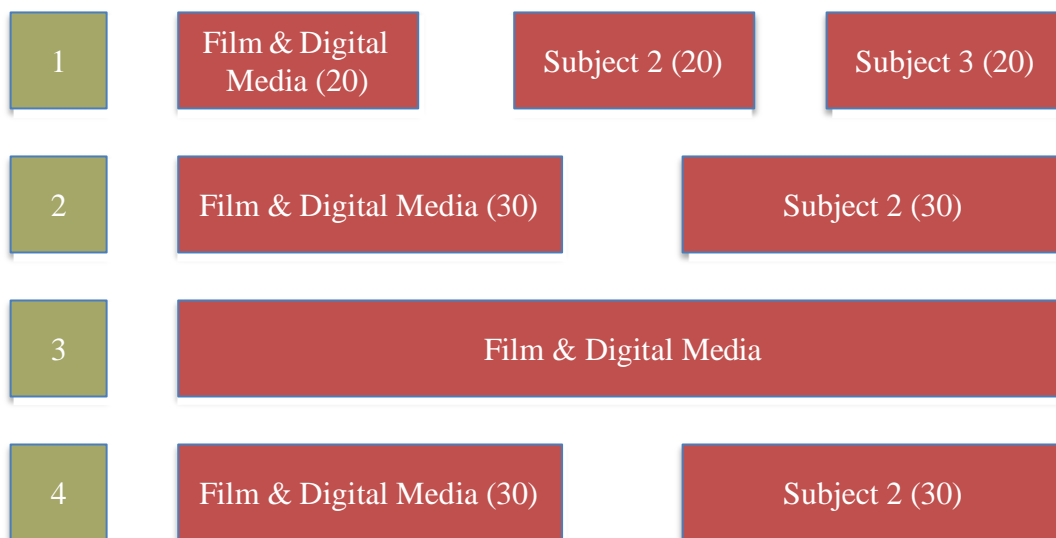 1
Film & Digital
Media (20)
Subject 2 (20)
Subject 3 (20)
2
Film & Digital Media (30)
Subject 2 (30)
3
Film & Digital Media
4
Film & Digital Media (30)
Subject 2 (30)